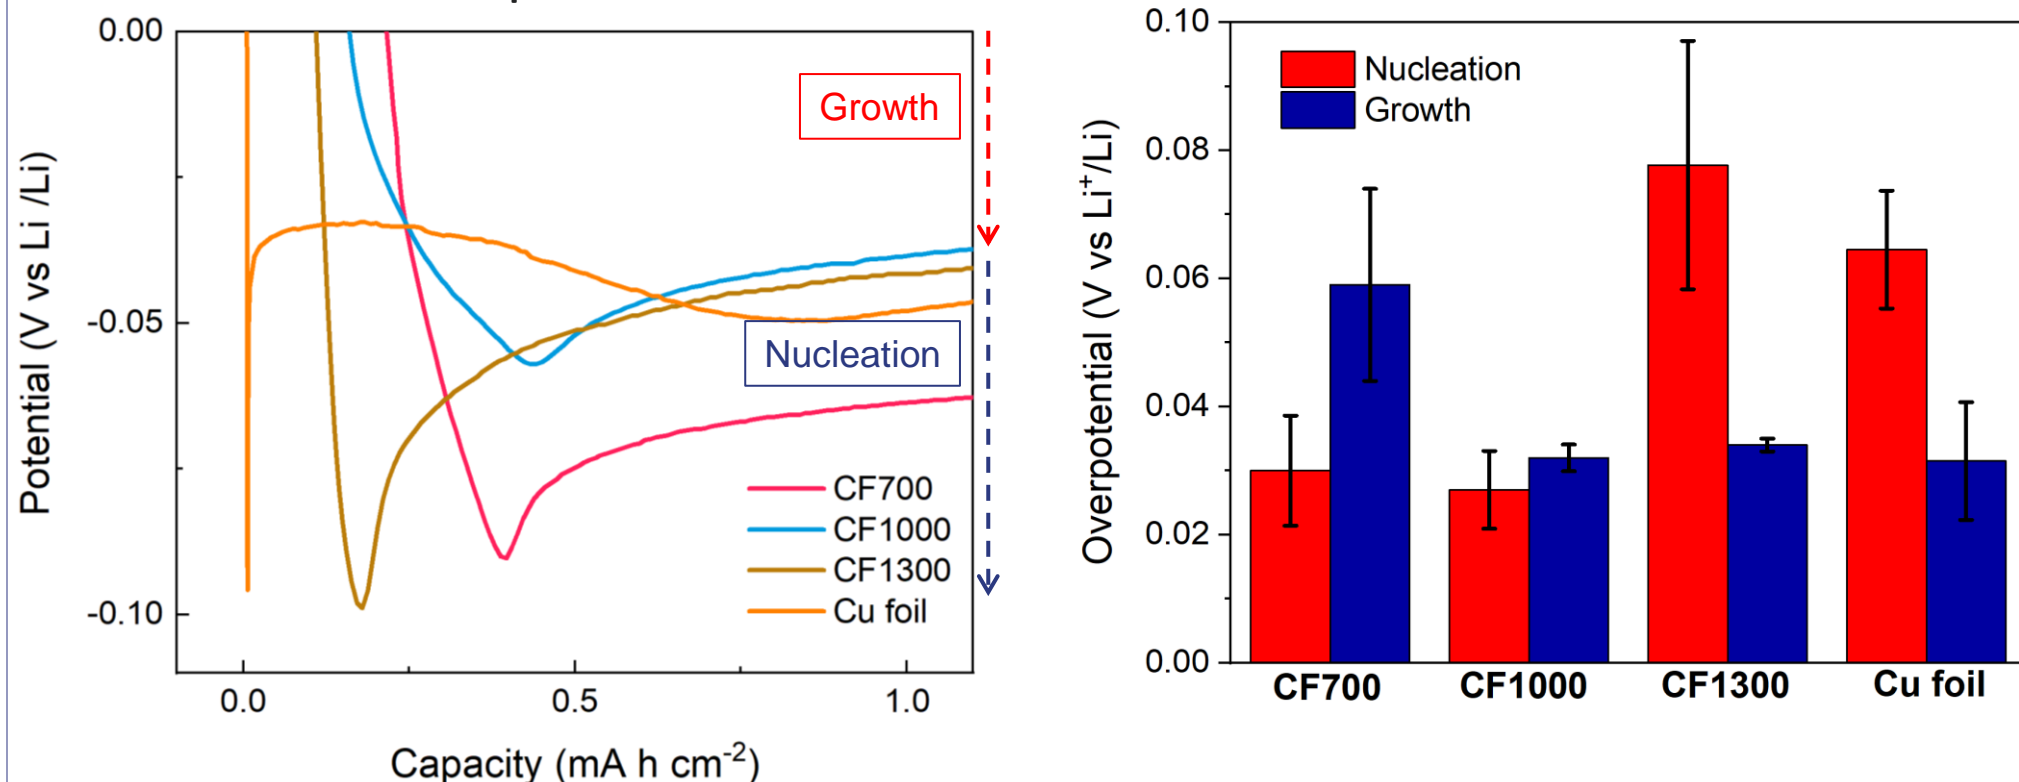 0.00
-0.05
-0.10
Potential (V vs Li /Li)
Growth
Nucleation
CF700
CF1000
CF1300
Cu foil
0.0 0.5 1.0
Capacity (mA h cm⁻²)
0.10
0.08
0.06
0.04
0.02
0.00
Overpotential (V vs Li⁺/Li)
Nucleation
Growth
CF700 CF1000 CF1300 Cu foil